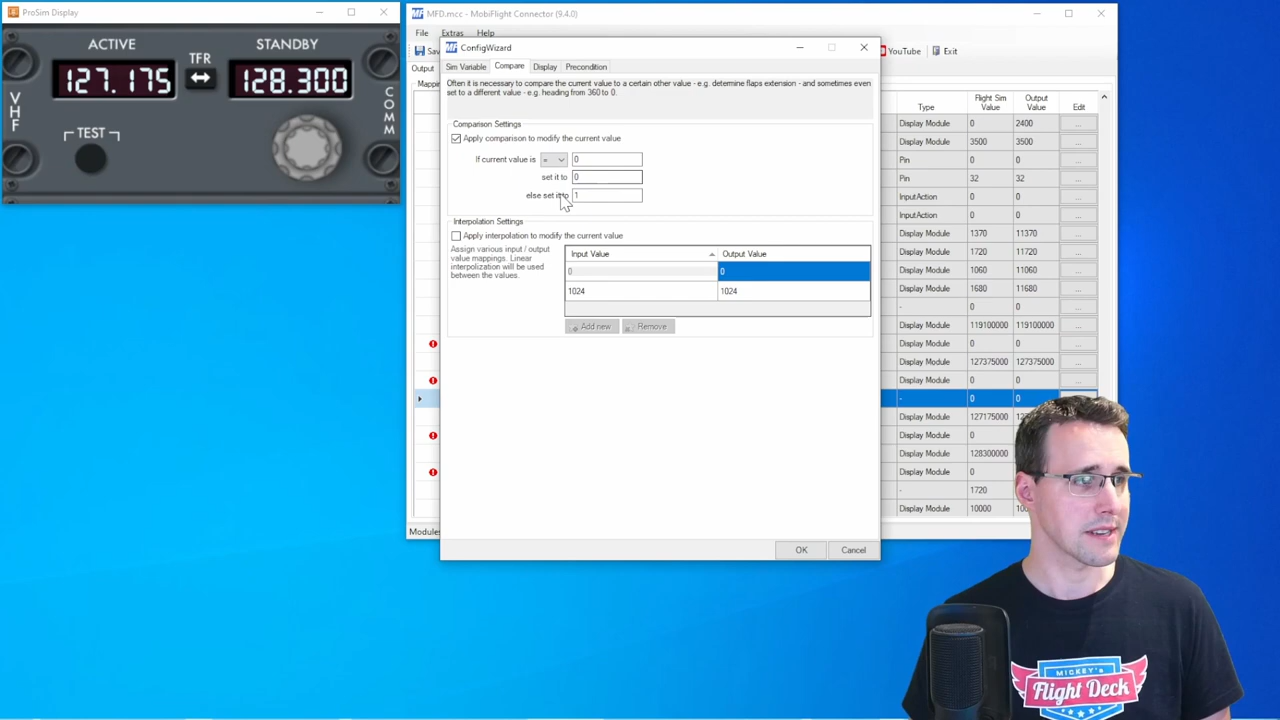 ProSim Display
ACTIVE
STANDBY
TFR
127.175
128.300
VHF
COMM
TEST
MFD.mcc - MobiFlight Connector (9.4.0)
File Extras Help
YouTube
Exit
Output
ConfigWizard
Sim Variable Compare Display Precondition
Often it is necessary to compare the current value to a certain other value - e.g. determine flaps extension - and sometimes even
set to a different value - e.g. heading from 360 to 0.
Comparison Settings
Apply comparison to modify the current value
If current value is = 0
set it to 0
else set it to 1
Interpolation Settings
Apply interpolation to modify the current value
Assign various input / output
value mappings. Linear
interpolization will be used
between the values.
Input Value Output Value
0 0
1024 1024
Add new Remove
OK Cancel
Type Flight Sim Value Output Value Edit
Display Module 0 2400 ...
Display Module 3500 3500 ...
Pin 0 0 ...
Pin 32 32 ...
InputAction 0 0 ...
InputAction 0 0 ...
Display Module 1370 11370 ...
Display Module 1720 11720 ...
Display Module 1060 11060 ...
Display Module 1680 11680 ...
- 0 0 ...
Display Module 119100000 119100000 ...
Display Module 0 0 ...
Display Module 127375000 127375000 ...
Display Module 0 0 ...
- 0 0
Display Module 127175000
Display Module 0
Display Module 128300000
Display Module 0
- 1720
Display Module 10000
MICKEY's
Flight Deck